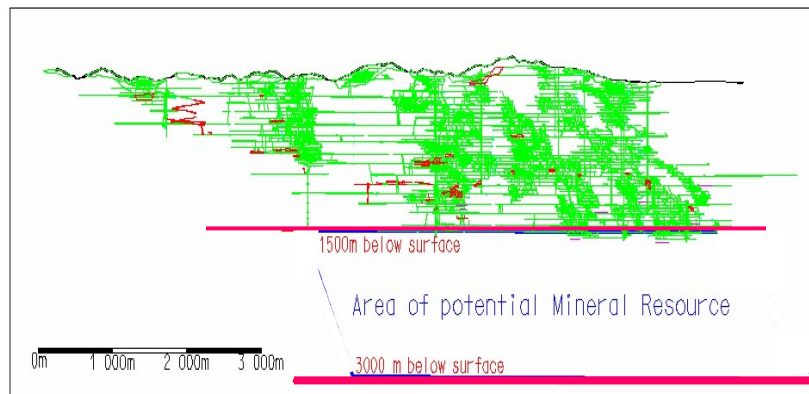 1500m below surface
Area of potential Mineral Resource
3000 m below surface
0m 1 000m 2 000m 3 000m